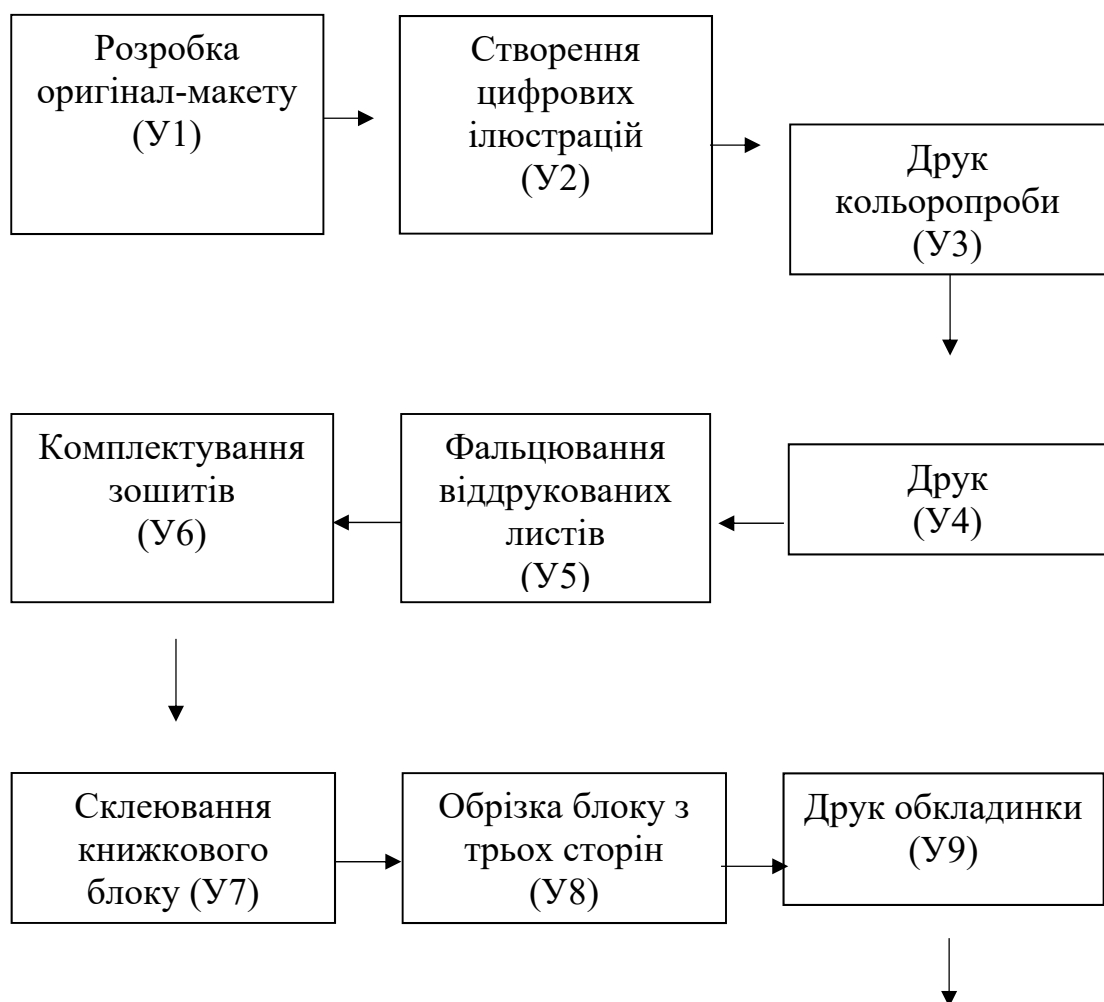 Розробка
оригінал-макету
(У1)
Створення
цифрових
ілюстрацій
(У2)
Друк
кольоропроби
(У3)
Комплектування
зошитів
(У6)
Фальцювання
віддрукованих
листів
(У5)
Друк
(У4)
Склеювання
книжкового
блоку (У7)
Обрізка блоку з
трьох сторін
(У8)
Друк обкладинки
(У9)